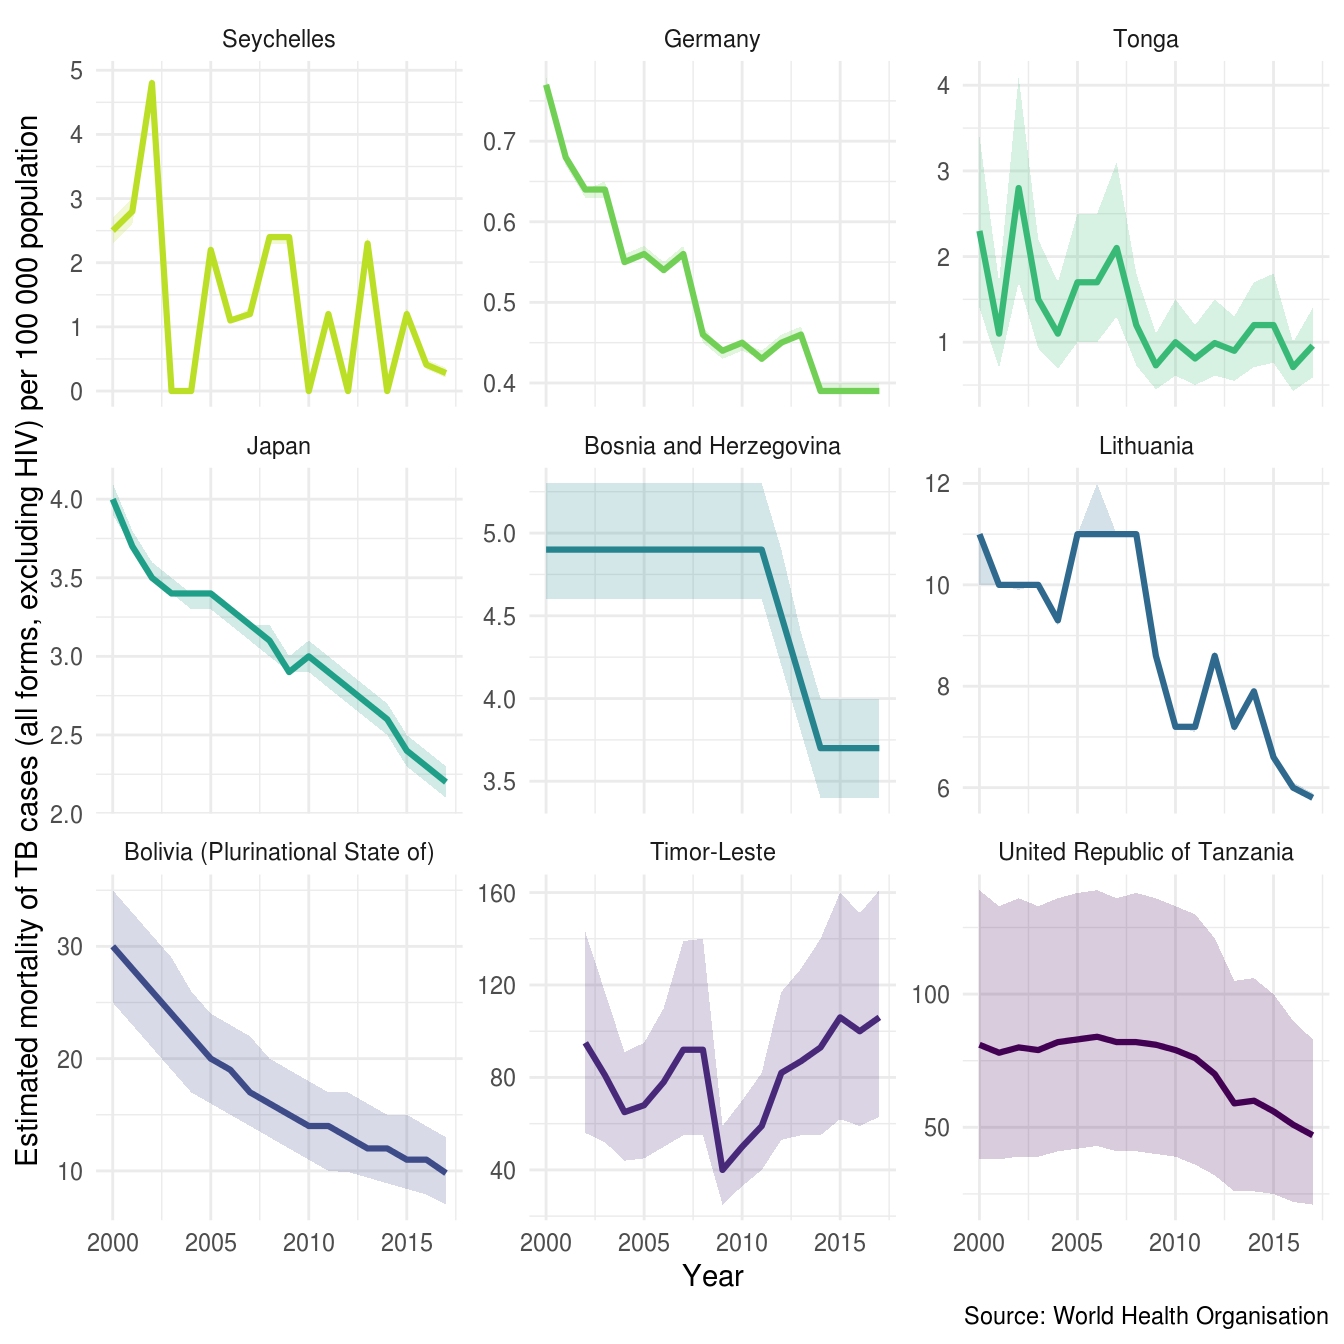 Seychelles
Germany
Tonga
5
4
3
2
1
0
0.7
0.6
0.5
0.4
4
3
2
1
Japan
Bosnia and Herzegovina
Lithuania
4.0
3.5
3.0
2.5
2.0
5.0
4.5
4.0
3.5
12
10
8
6
Bolivia (Plurinational State of)
Timor-Leste
United Republic of Tanzania
30
20
10
160
120
80
40
100
50
2000 2005 2010 2015
2000 2005 2010 2015
2000 2005 2010 2015
Estimated mortality of TB cases (all forms, excluding HIV) per 100 000 population
Year
Source: World Health Organisation